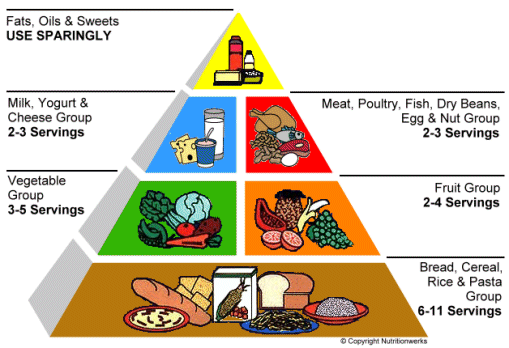 Fats, Oils & Sweets
USE SPARINGLY
Milk, Yogurt &
Cheese Group
2-3 Servings
Meat, Poultry, Fish, Dry Beans,
Egg & Nut Group
2-3 Servings
Vegetable
Group
3-5 Servings
Fruit Group
2-4 Servings
Bread, Cereal,
Rice & Pasta
Group
6-11 Servings
© Copyright Nutritionwerks